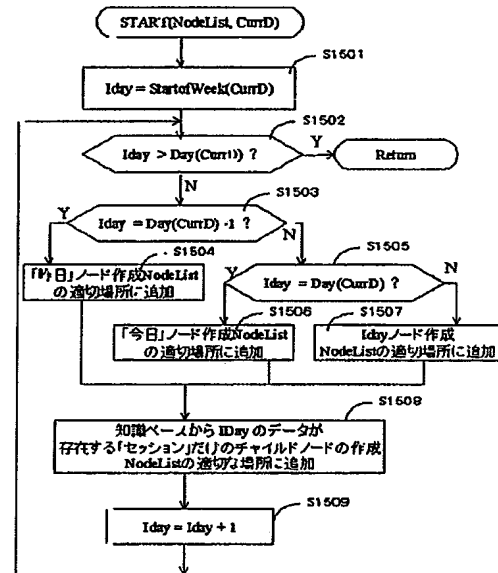 START(NodeList, CurrD)
S1501
Iday = StartofWeek(CurrD)
S1502
Iday > Day(CurrD) ?
Y
Return
N
S1503
Iday = Day(CurrD) -1 ?
Y
N
S1504
「昨日」ノード作成NodeList
の適切場所に追加
S1505
Iday = Day(CurrD) ?
Y
N
S1506
「今日」ノード作成NodeList
の適切場所に追加
S1507
Idayノード作成
NodeListの適切場所に追加
S1508
知識ベースから IDay のデータが
存在する「セッション」だけのチャイルドノードの作成
NodeListの適切な場所に追加
S1509
Iday = Iday + 1